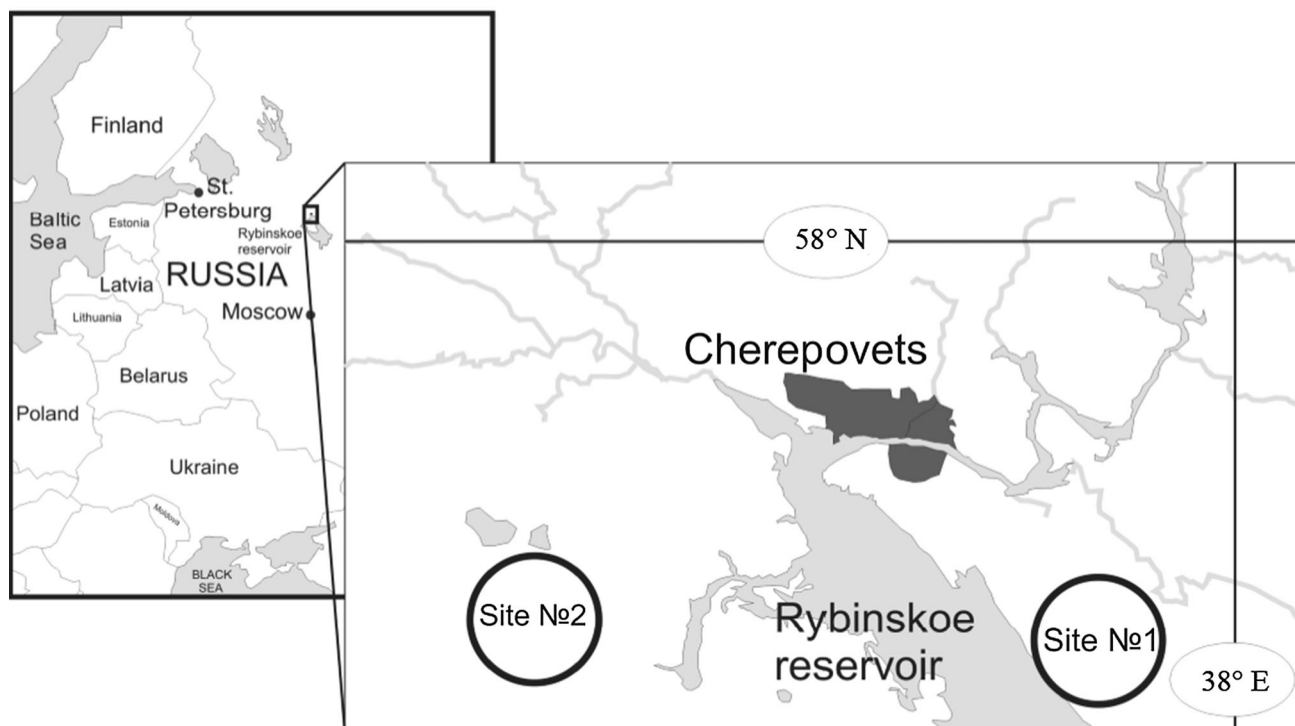 Finland
St.
Petersburg
Baltic
Sea
Estonia
Rybinskoe
reservoir
RUSSIA
Latvia
Lithuania
Moscow
Belarus
Poland
Ukraine
Moldova
BLACK
SEA
58° N
Cherepovets
Site №2
Rybinskoe
reservoir
Site №1
38° E